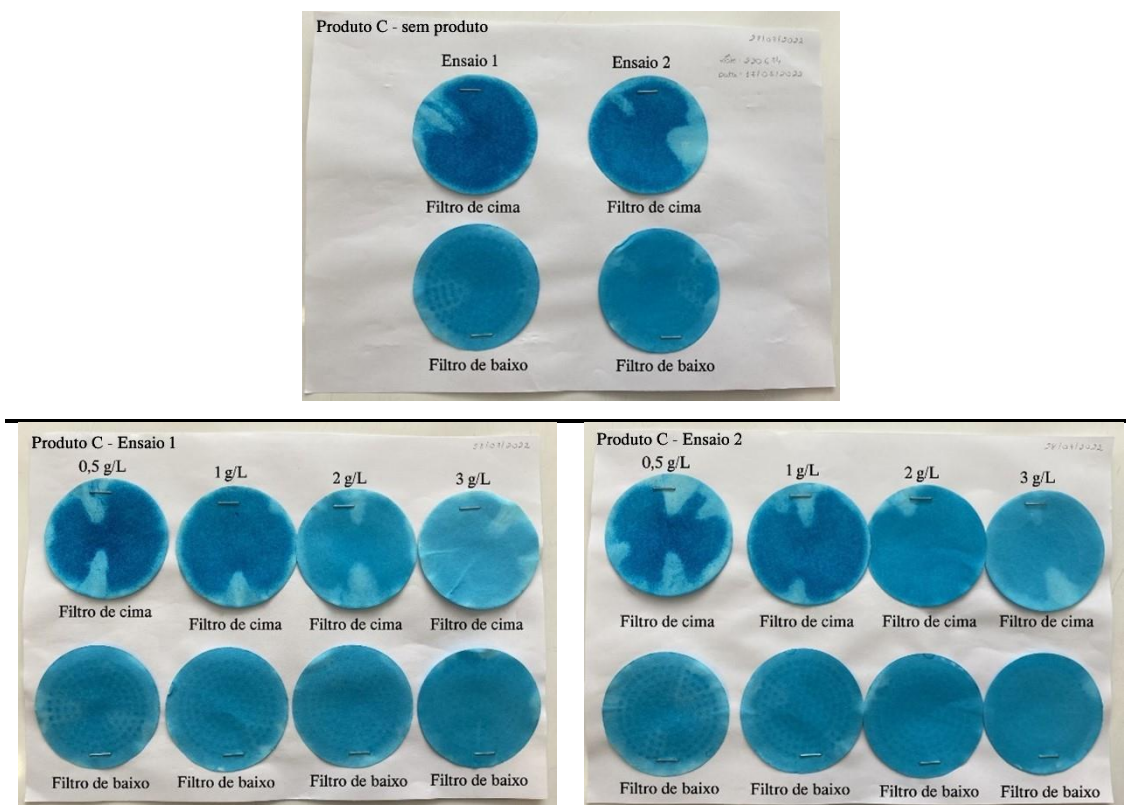 Produto C - sem produto
Ensaio 1 Ensaio 2
Filtro de cima Filtro de cima
Filtro de baixo Filtro de baixo
Produto C - Ensaio 1
0,5 g/L 1 g/L 2 g/L 3 g/L
Filtro de cima Filtro de cima Filtro de cima Filtro de cima
Filtro de baixo Filtro de baixo Filtro de baixo Filtro de baixo
Produto C - Ensaio 2
0,5 g/L 1 g/L 2 g/L 3 g/L
Filtro de cima Filtro de cima Filtro de cima Filtro de cima
Filtro de baixo Filtro de baixo Filtro de baixo Filtro de baixo